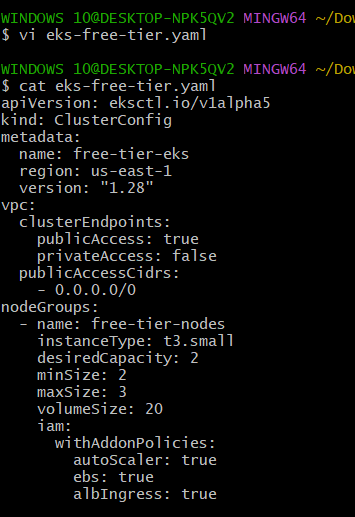 WINDOWS 10@DESKTOP-NPK5QV2 MINGW64 ~/Dow
$ vi eks-free-tier.yaml
WINDOWS 10@DESKTOP-NPK5QV2 MINGW64 ~/Dow
$ cat eks-free-tier.yaml
apiVersion: eksctl.io/v1alpha5
kind: ClusterConfig
metadata:
  name: free-tier-eks
  region: us-east-1
  version: "1.28"
vpc:
  clusterEndpoints:
    publicAccess: true
    privateAccess: false
  publicAccessCidrs:
    - 0.0.0.0/0
nodeGroups:
  - name: free-tier-nodes
    instanceType: t3.small
    desiredCapacity: 2
    minSize: 2
    maxSize: 3
    volumeSize: 20
    iam:
      withAddonPolicies:
        autoScaler: true
        ebs: true
        albIngress: true